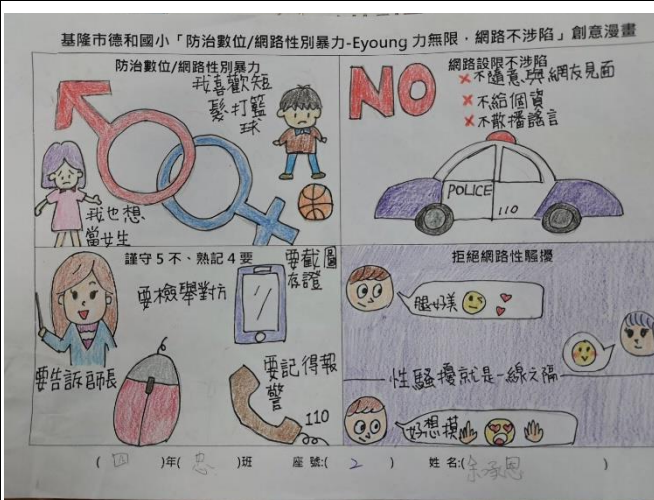 基隆市德和國小「防治數位/網路性別暴力-Eyoung 力無限，網路不涉陷」創意漫畫
防治數位/網路性別暴力
我喜歡短
髮、打籃
球
我也想
當女生
網路設限不涉陷
NO
×不隨意與網友見面
×不給個資
×不散播謠言
POLICE
110
謹守5不、熟記4要
要截圖
存證
要檢舉對方
要告訴師長
要記得報
警
110
拒絕網路性騷擾
腿好美
性騷擾就是一線之隔
好想摸
( 四 )年( 忠 )班 座號:( 2 ) 姓名:(余承恩 )